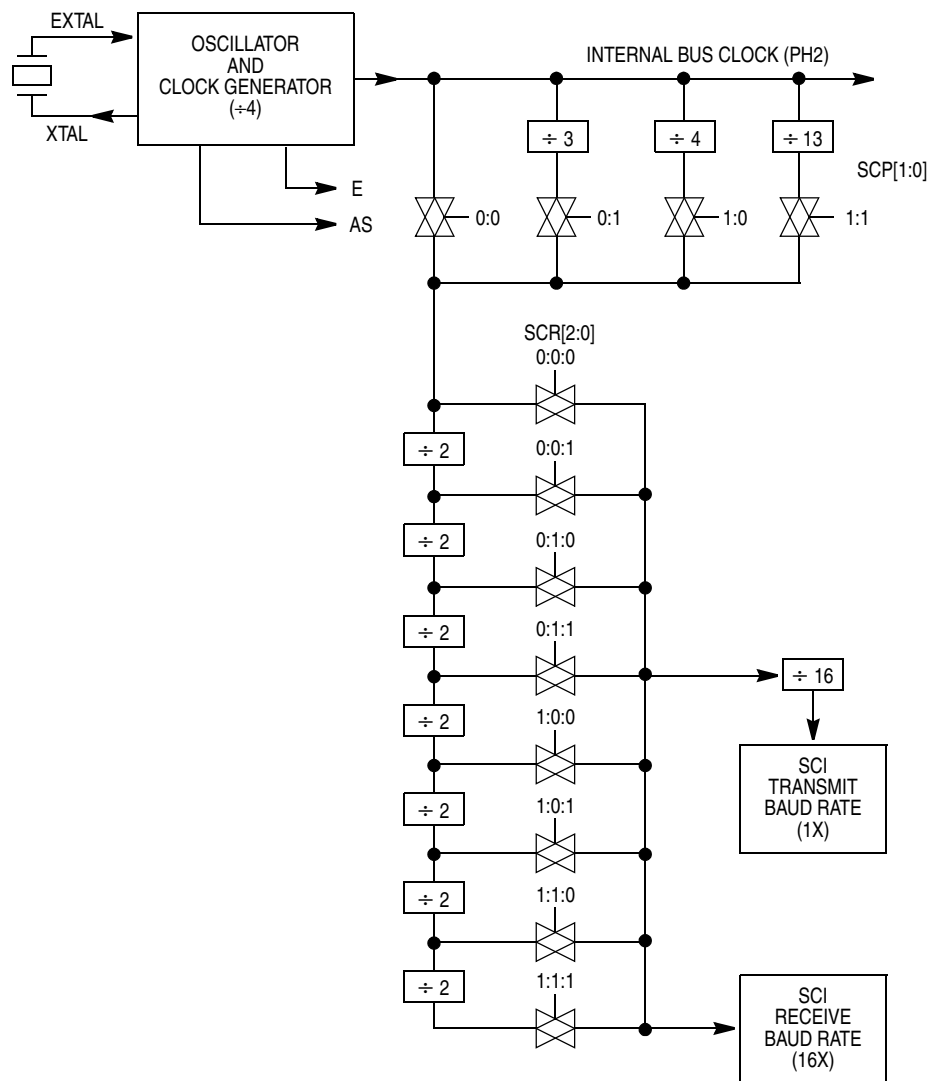 EXTAL
OSCILLATOR
AND
CLOCK GENERATOR
(÷4)
XTAL
E
AS
INTERNAL BUS CLOCK (PH2)
÷ 3
÷ 4
÷ 13
SCP[1:0]
0:0
0:1
1:0
1:1
SCR[2:0]
0:0:0
÷ 2
0:0:1
÷ 2
0:1:0
÷ 2
0:1:1
÷ 16
÷ 2
1:0:0
SCI
TRANSMIT
BAUD RATE
(1X)
÷ 2
1:0:1
÷ 2
1:1:0
÷ 2
1:1:1
SCI
RECEIVE
BAUD RATE
(16X)